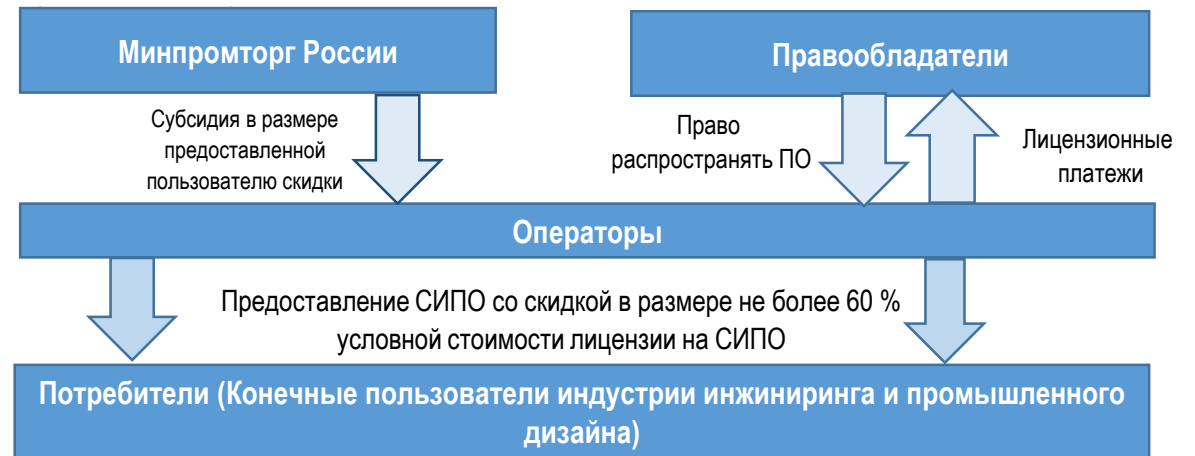 Минпромторг России
Правообладатели
Субсидия в размере
предоставленной
пользователю скидки
Право
распространять ПО
Лицензионные
платежи
Операторы
Предоставление СИПО со скидкой в размере не более 60 %
условной стоимости лицензии на СИПО
Потребители (Конечные пользователи индустрии инжиниринга и промышленного
дизайна)